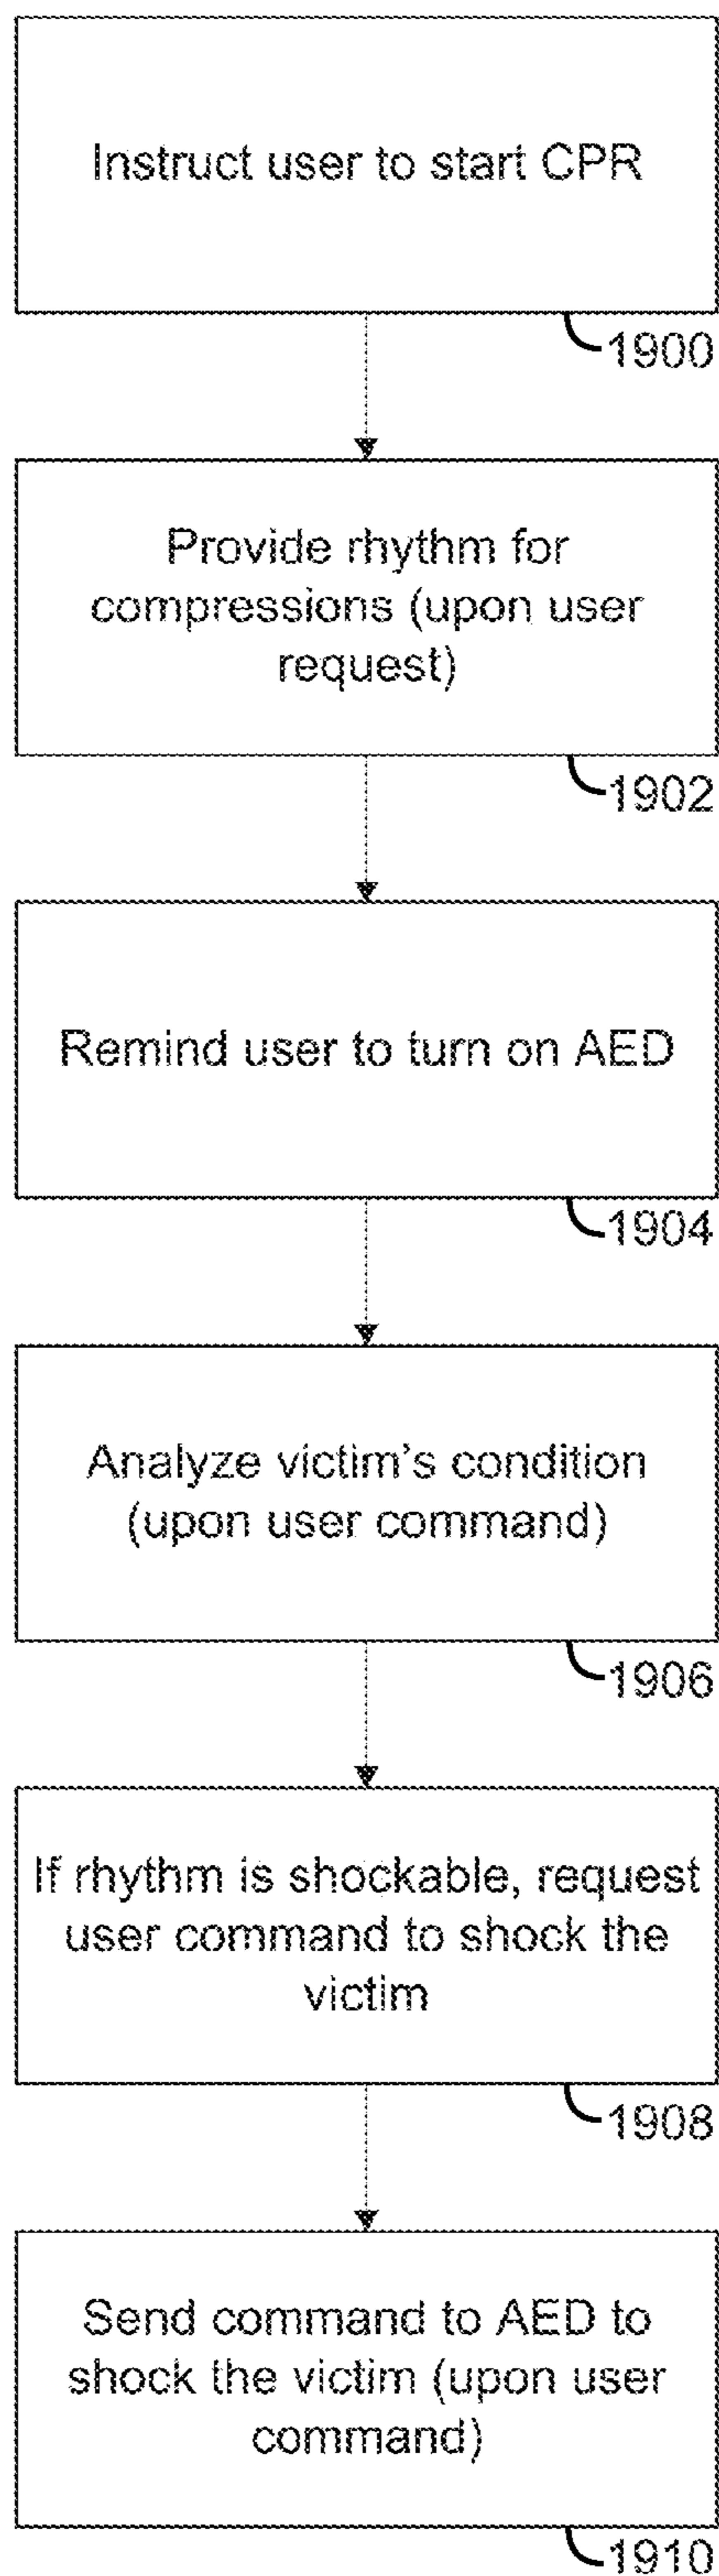 Instruct user to start CPR
1900
Provide rhythm for
compressions (upon user
request)
1902
Remind user to turn on AED
1904
Analyze victim's condition
(upon user command)
1906
If rhythm is shockable, request
user command to shock the
victim
1908
Send command to AED to
shock the victim (upon user
command)
1910